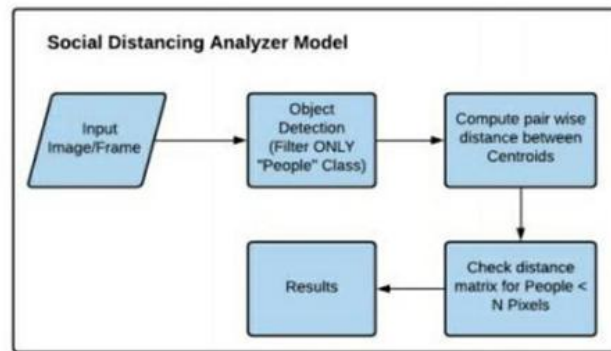 Social Distancing Analyzer Model
Input
Image/Frame
Object
Detection
(Filter ONLY
"People" Class)
Compute pair wise
distance between
Centroids
Check distance
matrix for People <
N Pixels
Results